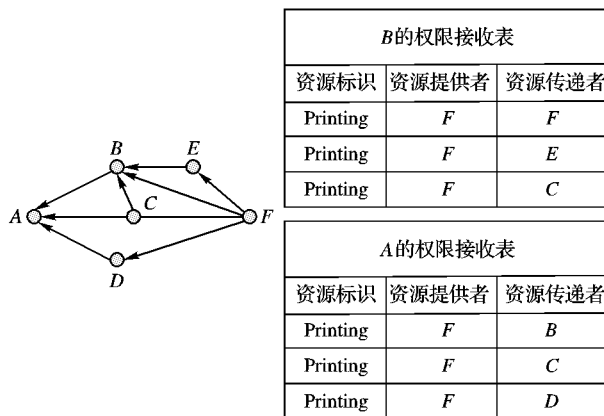 B的权限接收表
资源标识 资源提供者 资源传递者
Printing F F
Printing F E
Printing F C
A的权限接收表
资源标识 资源提供者 资源传递者
Printing F B
Printing F C
Printing F D
B E
A C F
D